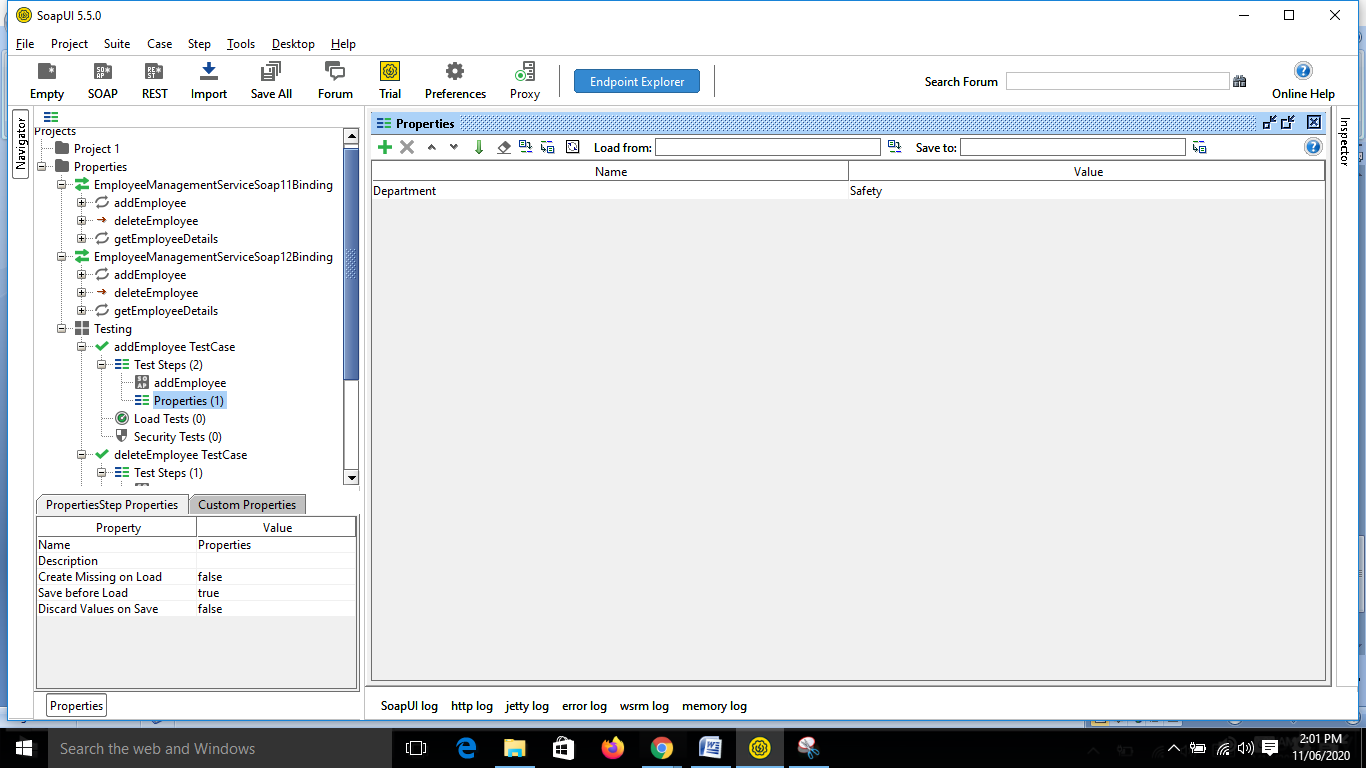 SoapUI 5.5.0
File Project Suite Case Step Tools Desktop Help
Empty SOAP REST Import Save All Forum Trial Preferences Proxy Endpoint Explorer Search Forum Online Help
Navigator
Projects
Project 1
Properties
EmployeeManagementServiceSoap11Binding
addEmployee
deleteEmployee
getEmployeeDetails
EmployeeManagementServiceSoap12Binding
addEmployee
deleteEmployee
getEmployeeDetails
Testing
addEmployee TestCase
Test Steps (2)
addEmployee
Properties (1)
Load Tests (0)
Security Tests (0)
deleteEmployee TestCase
Test Steps (1)
PropertiesStep Properties Custom Properties
Property Value
Name Properties
Description
Create Missing on Load false
Save before Load true
Discard Values on Save false
Properties
Properties
Load from: Save to:
Name Value
Department Safety
Inspector
SoapUI log http log jetty log error log wsrm log memory log
Search the web and Windows
2:01 PM
11/06/2020